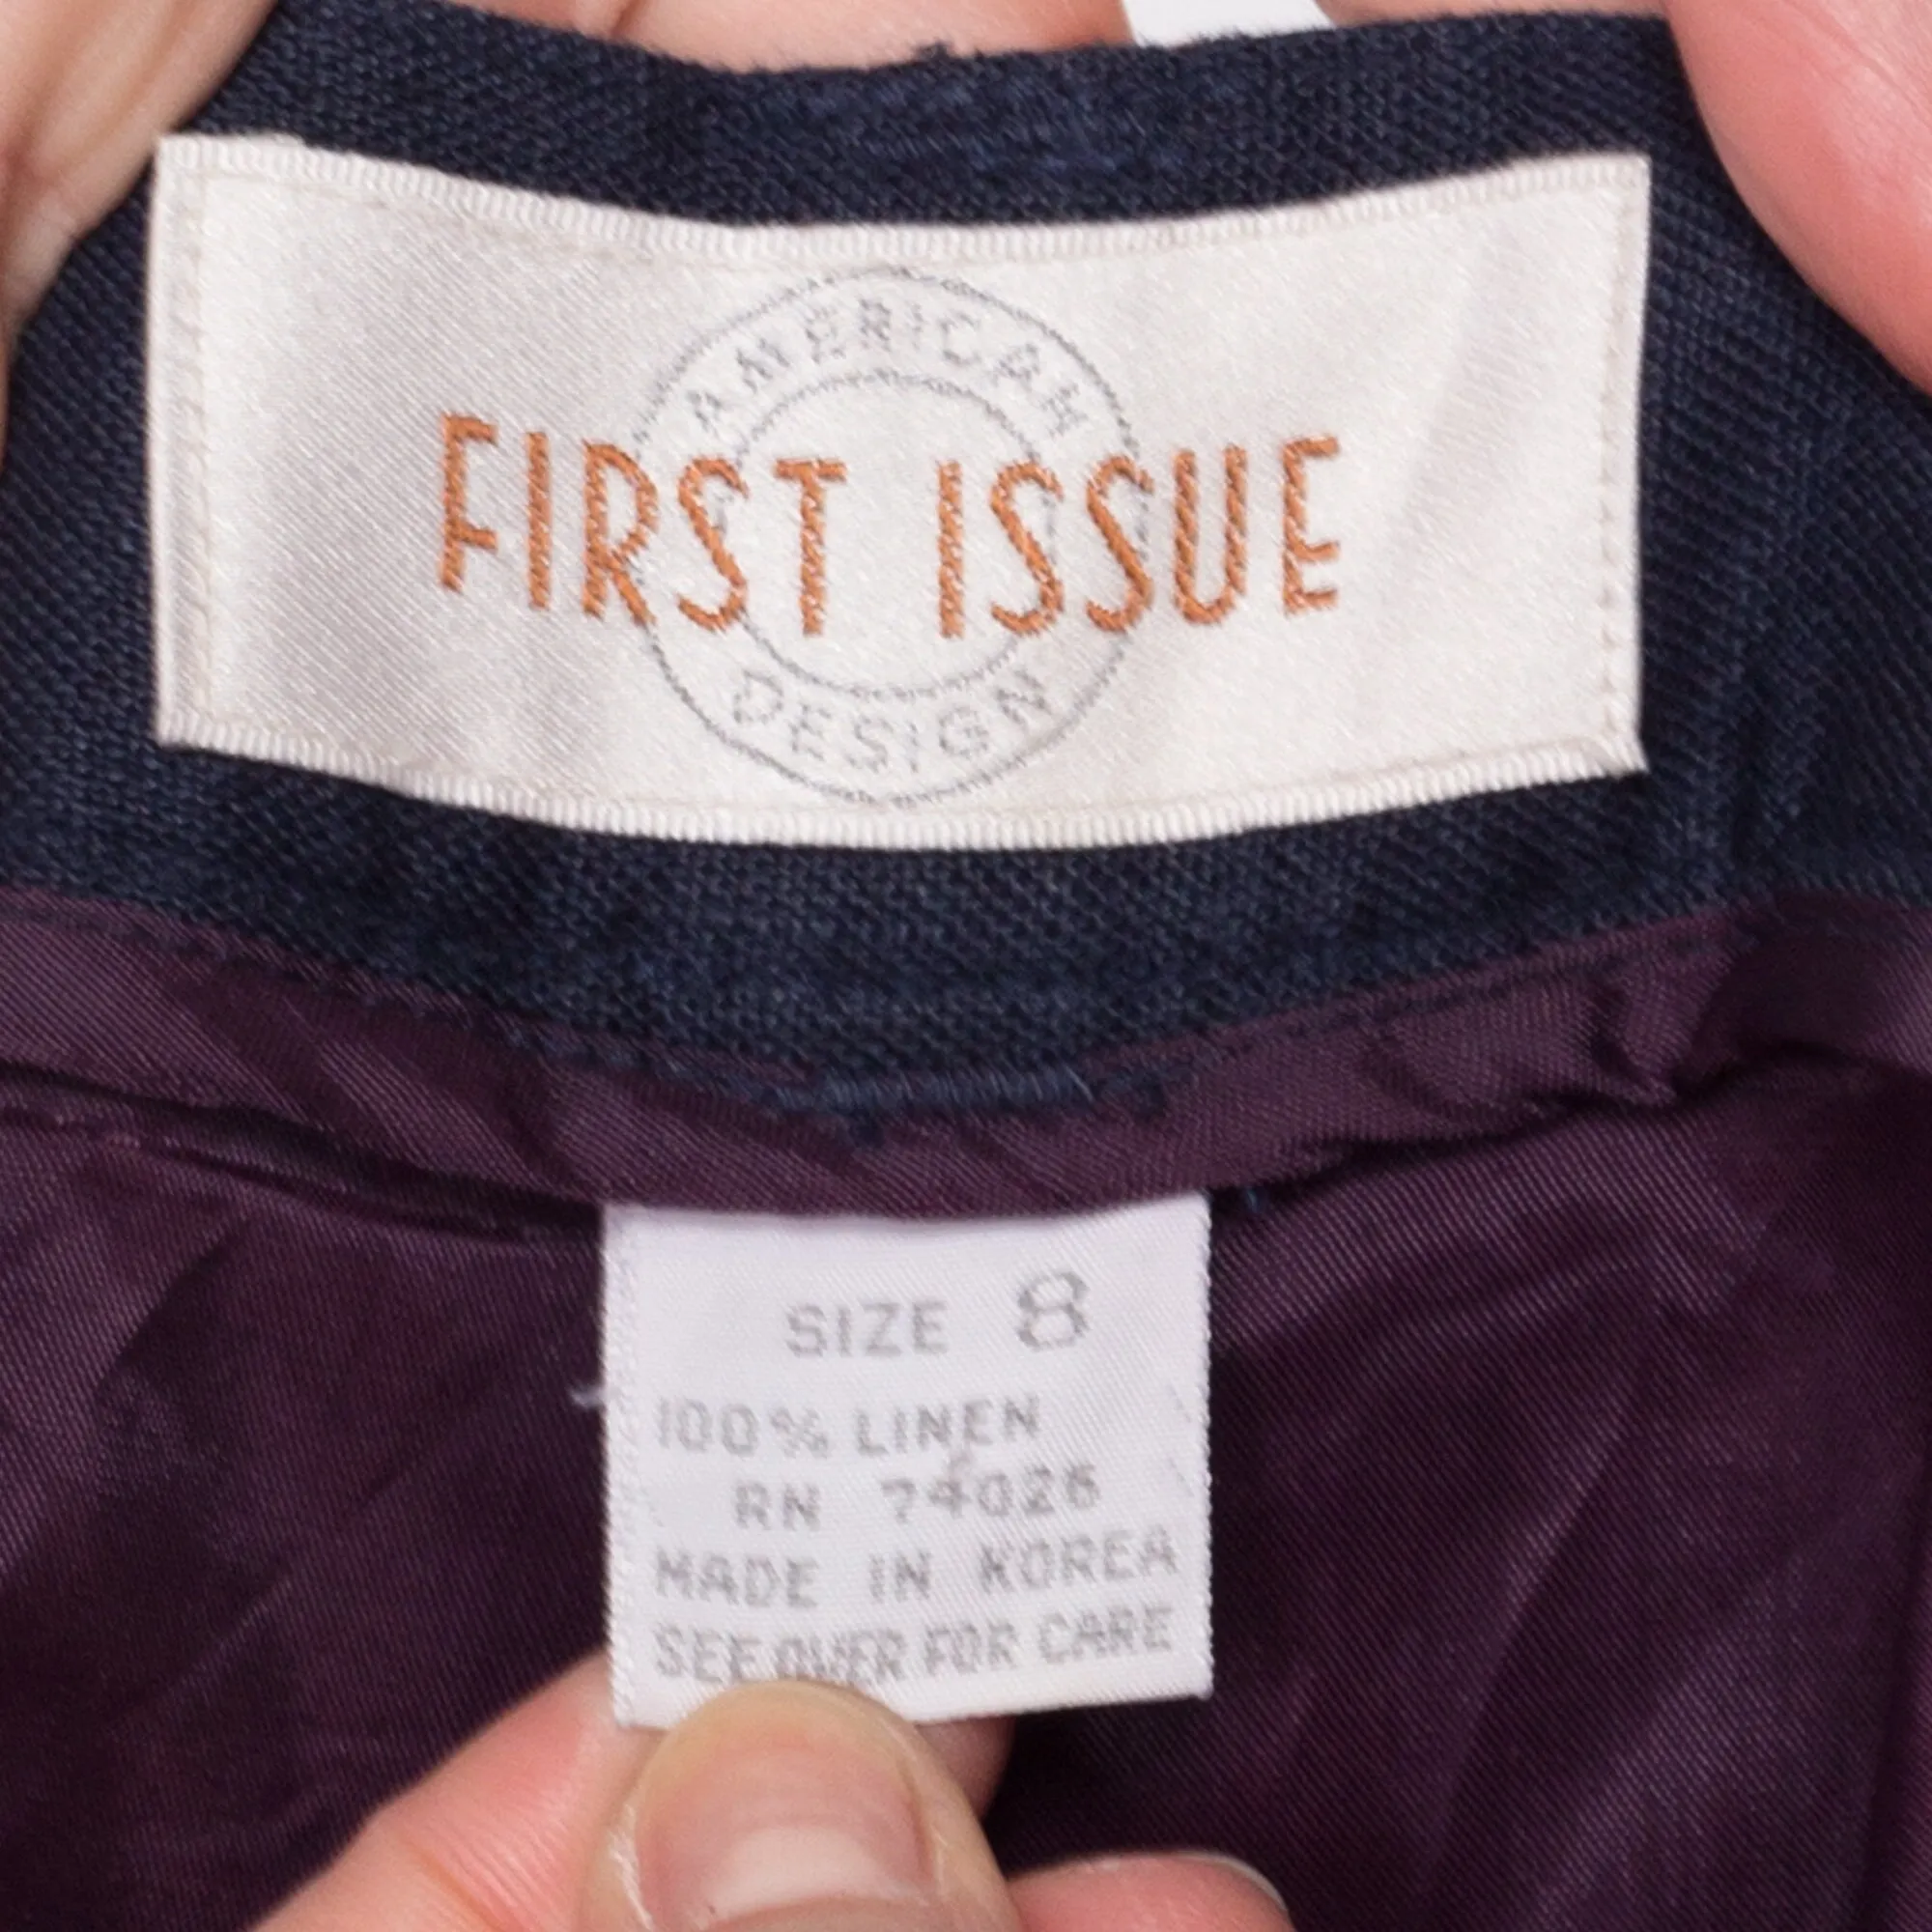 AMERICAN
FIRST ISSUE
DESIGN
SIZE 8
100% LINEN
RN 74026
MADE IN KOREA
SEE OVER FOR CARE